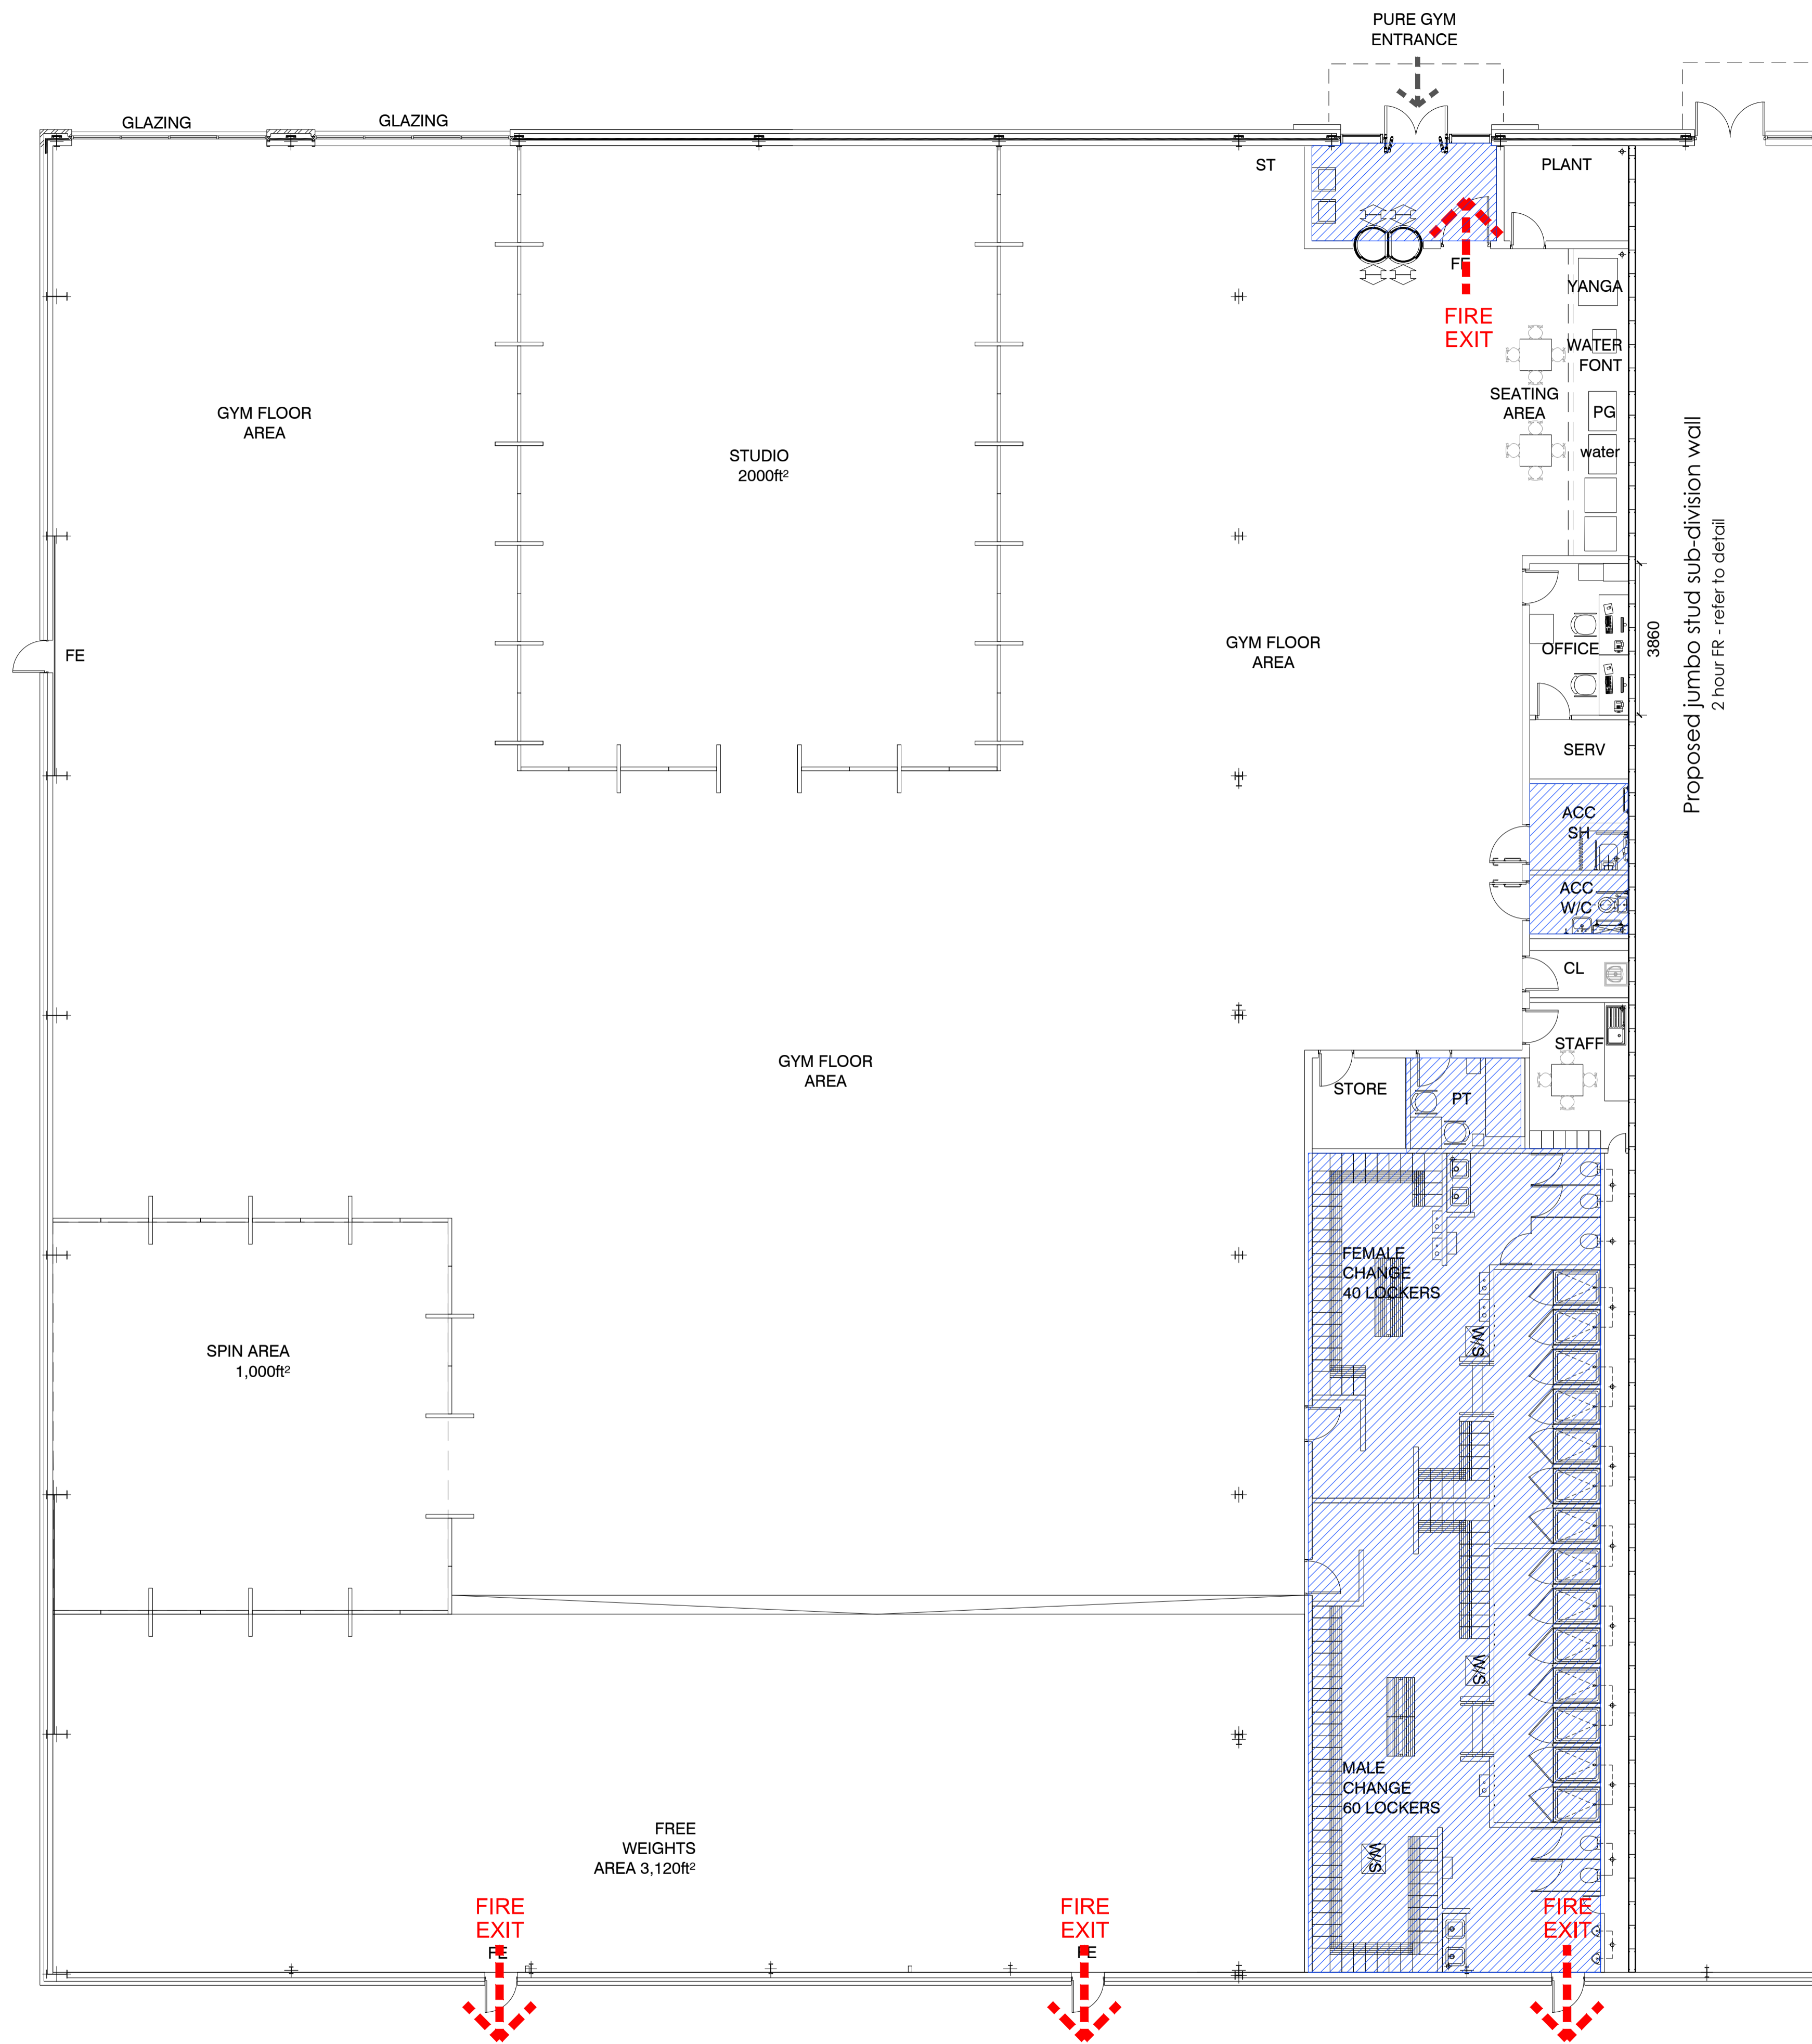 PURE GYM
ENTRANCE
GLAZING
GLAZING
ST
PLANT
FE
YANGA
FIRE
EXIT
WATER
FONT
SEATING
AREA
PG
water
GYM FLOOR
AREA
STUDIO
2000ft²
Proposed jumbo stud sub-division wall
2 hour FR - refer to detail
FE
GYM FLOOR
AREA
OFFICE
3860
SERV
ACC
SH
ACC
W/C
CL
STAFF
GYM FLOOR
AREA
STORE
PT
FEMALE
CHANGE
40 LOCKERS
W/S
SPIN AREA
1,000ft²
W/S
MALE
CHANGE
60 LOCKERS
W/S
FREE
WEIGHTS
AREA 3,120ft²
FIRE
EXIT
FE
FIRE
EXIT
FE
FIRE
EXIT